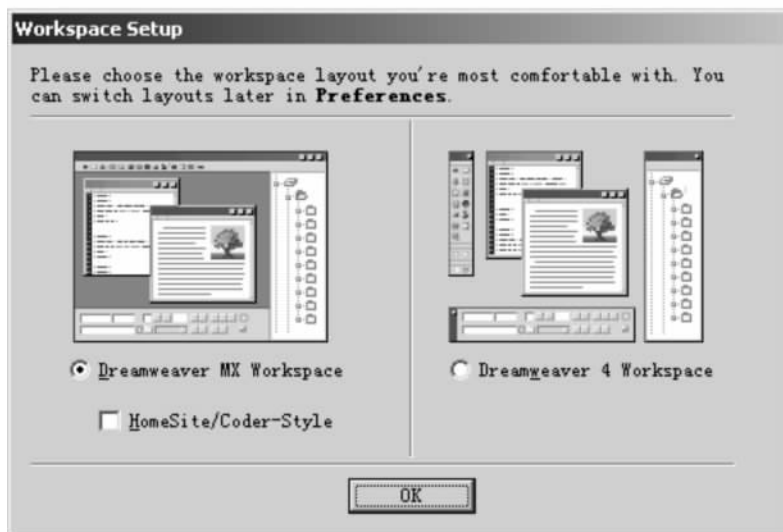 Workspace Setup
Please choose the workspace layout you're most comfortable with. You
can switch layouts later in Preferences.
Dreamweaver MX Workspace
HomeSite/Coder-Style
Dreamweaver 4 Workspace
OK